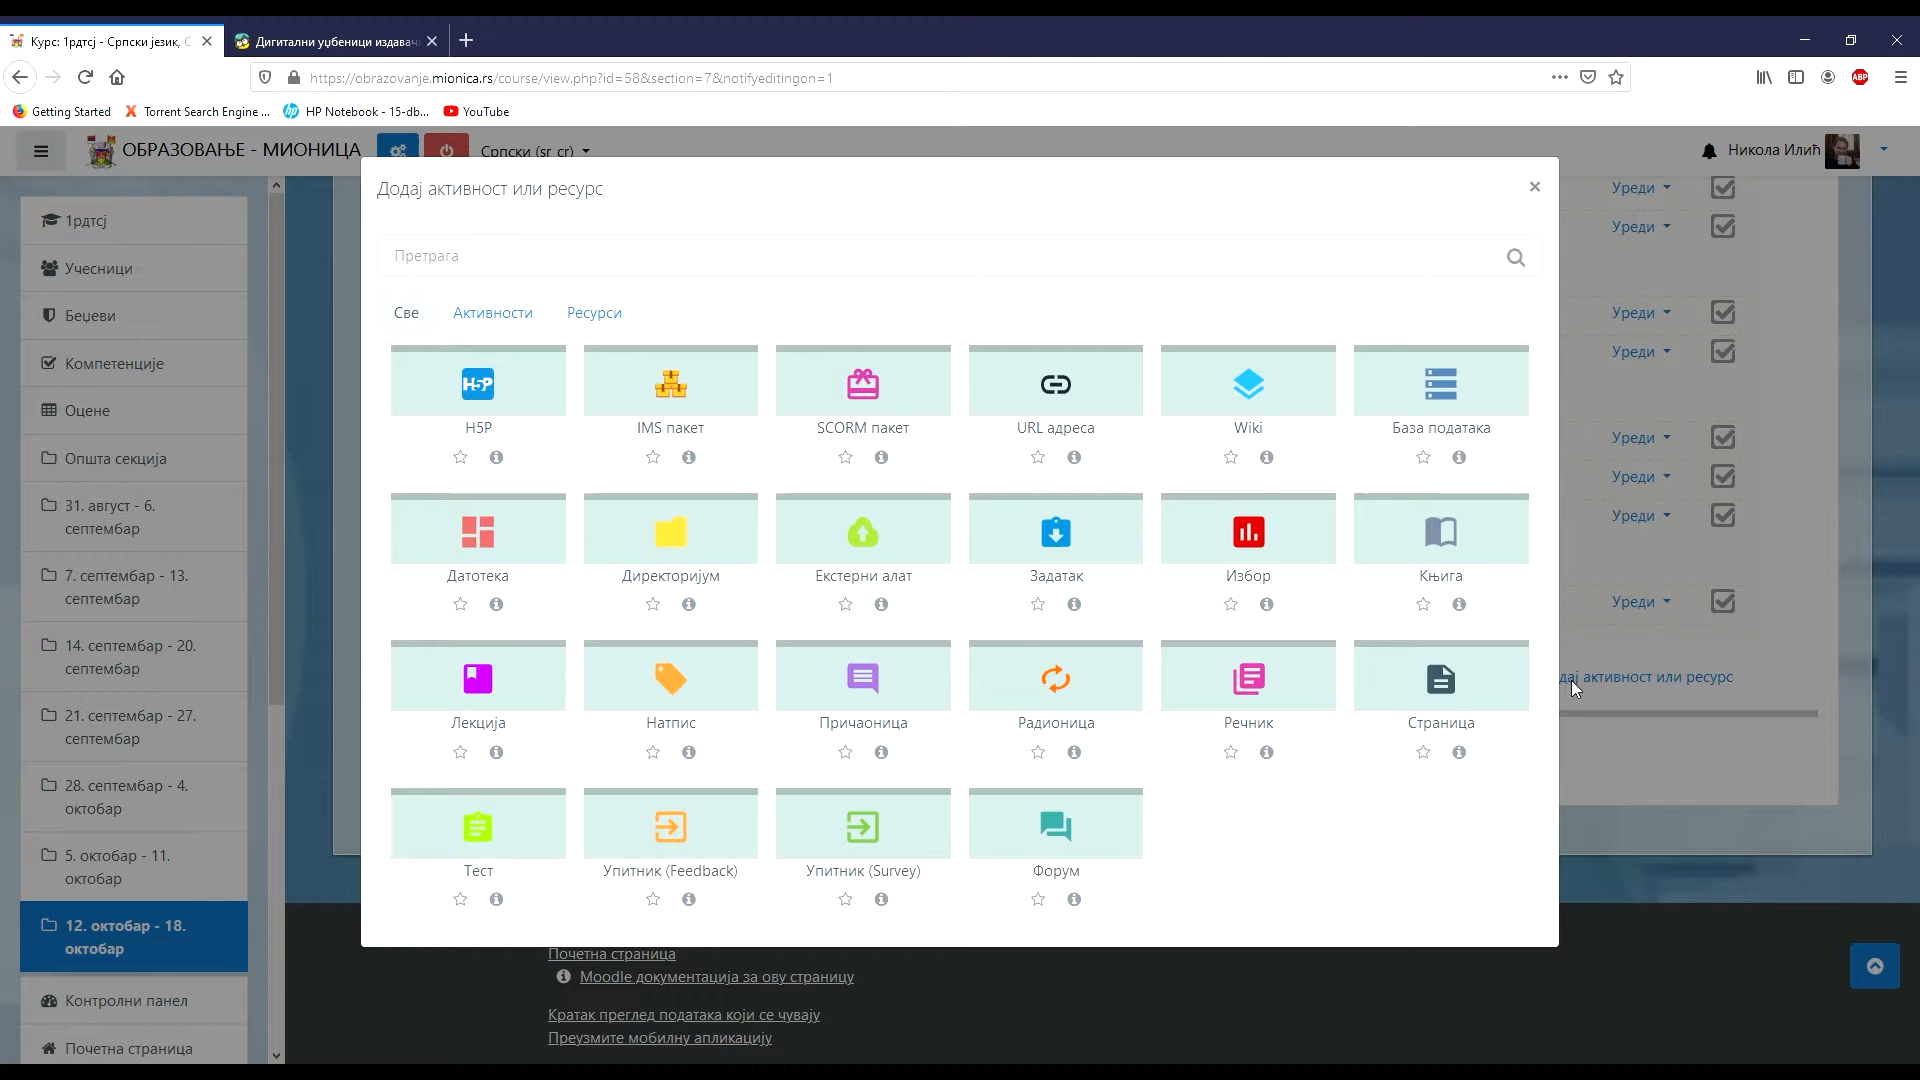 Курс: 1рдтсј - Српски језик, С
Дигитални уџбеници издавач
https://obrazovanje.mionica.rs/course/view.php?id=58&section=7&notifyeditingon=1
ABP
Getting Started
Torrent Search Engine ...
HP Notebook - 15-db...
YouTube
ОБРАЗОВАЊЕ - МИОНИЦА
Српски (sr_cr)
Никола Илић
Додај активност или ресурс
Претрага
Све
Активности
Ресурси
H5P
H5P
IMS пакет
SCORM пакет
URL адреса
Wiki
База података
Датотека
Директоријум
Екстерни алат
Задатак
Избор
Књига
Лекција
Натпис
Причаоница
Радионица
Речник
Страница
Тест
Упитник (Feedback)
Упитник (Survey)
Форум
1рдтсј
Учесници
Беџеви
Компетенције
Оцене
Општа секција
31. август - 6.
септембар
7. септембар - 13.
септембар
14. септембар - 20.
септембар
21. септембар - 27.
септембар
28. септембар - 4.
октобар
5. октобар - 11.
октобар
12. октобар - 18.
октобар
Контролни панел
Почетна страница
Уреди
Уреди
Уреди
Уреди
Уреди
Уреди
Уреди
Уреди
дај активност или ресурс
Почетна страница
Moodle документација за ову страницу
Кратак преглед података који се чувају
Преузмите мобилну апликацију